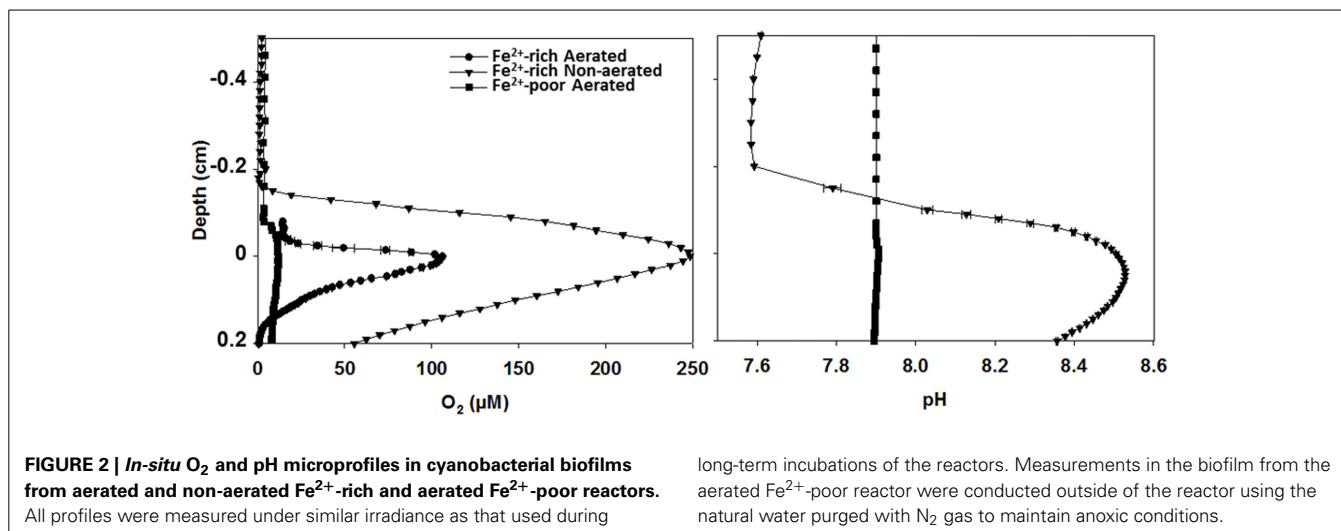 Fe2+-rich Aerated
Fe2+-rich Non-aerated
Fe2+-poor Aerated
Depth (cm)
-0.4
-0.2
0
0.2
0
50
100
150
200
250
O2 (µM)
7.6
7.8
8.0
8.2
8.4
8.6
pH
FIGURE 2 | In-situ O2 and pH microprofiles in cyanobacterial biofilms
from aerated and non-aerated Fe2+-rich and aerated Fe2+-poor reactors.
All profiles were measured under similar irradiance as that used during
long-term incubations of the reactors. Measurements in the biofilm from the
aerated Fe2+-poor reactor were conducted outside of the reactor using the
natural water purged with N2 gas to maintain anoxic conditions.